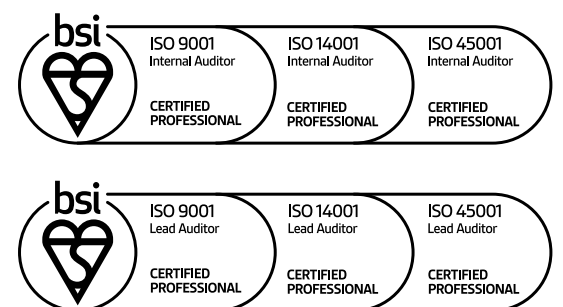 bsi
ISO 9001 ISO 14001 ISO 45001
Internal Auditor Internal Auditor Internal Auditor
CERTIFIED CERTIFIED CERTIFIED
PROFESSIONAL PROFESSIONAL PROFESSIONAL
bsi
ISO 9001 ISO 14001 ISO 45001
Lead Auditor Lead Auditor Lead Auditor
CERTIFIED CERTIFIED CERTIFIED
PROFESSIONAL PROFESSIONAL PROFESSIONAL